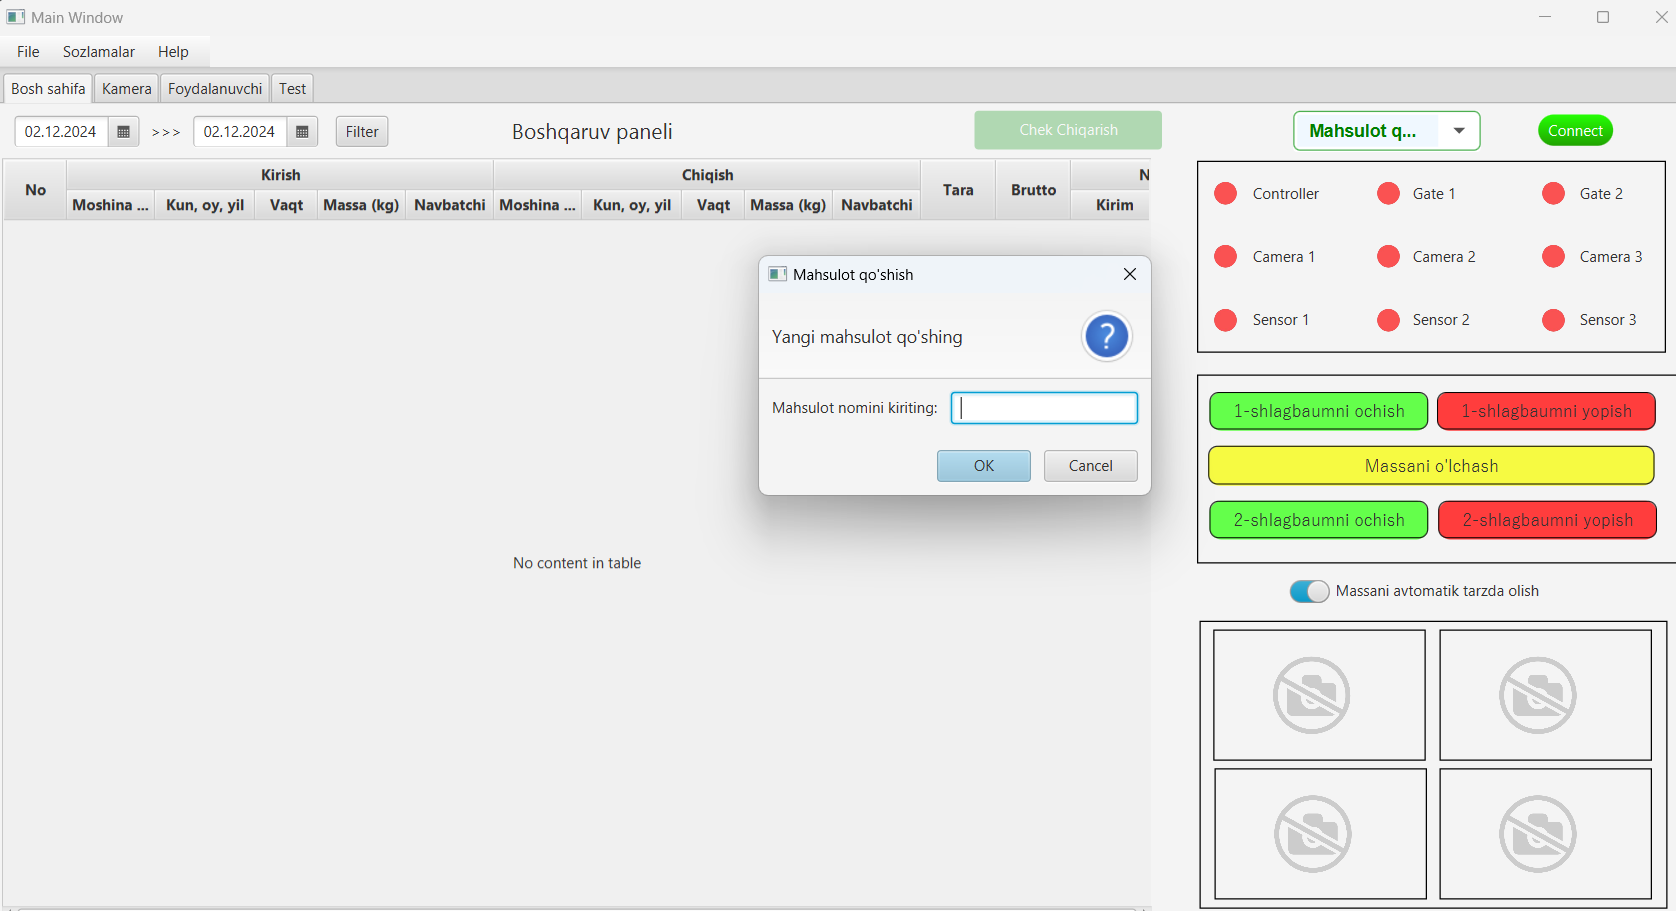 Main Window
File Sozlamalar Help
Bosh sahifa Kamera Foydalanuvchi Test
02.12.2024 >>> 02.12.2024 Filter Boshqaruv paneli Chek Chiqarish Mahsulot q... Connect
No Kirish Chiqish Tara Brutto N
Moshina ... Kun, oy, yil Vaqt Massa (kg) Navbatchi Moshina ... Kun, oy, yil Vaqt Massa (kg) Navbatchi Kirim
Controller Gate 1 Gate 2
Camera 1 Camera 2 Camera 3
Sensor 1 Sensor 2 Sensor 3
Mahsulot qo'shish
Yangi mahsulot qo'shing
?
Mahsulot nomini kiriting:
OK Cancel
1-shlagbaumni ochish 1-shlagbaumni yopish
Massani o'lchash
2-shlagbaumni ochish 2-shlagbaumni yopish
No content in table
Massani avtomatik tarzda olish